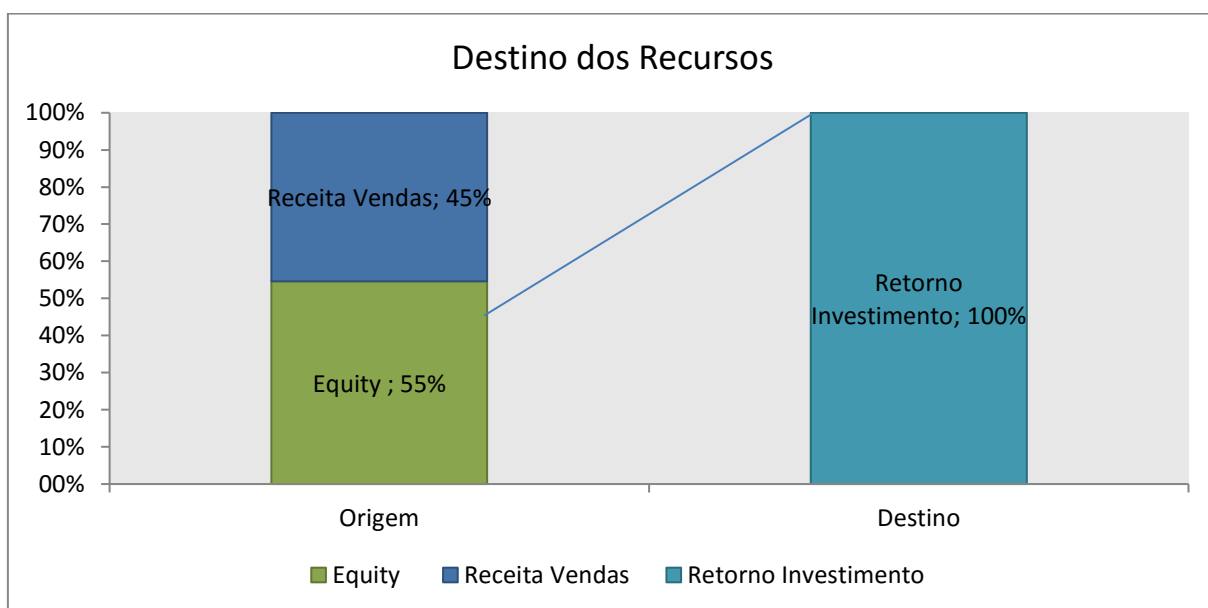 Destino dos Recursos
100%
90%
80%
70%
60%
50%
40%
30%
20%
10%
00%
Receita Vendas; 45%
Equity ; 55%
Retorno
Investimento; 100%
Origem
Destino
Equity
Receita Vendas
Retorno Investimento